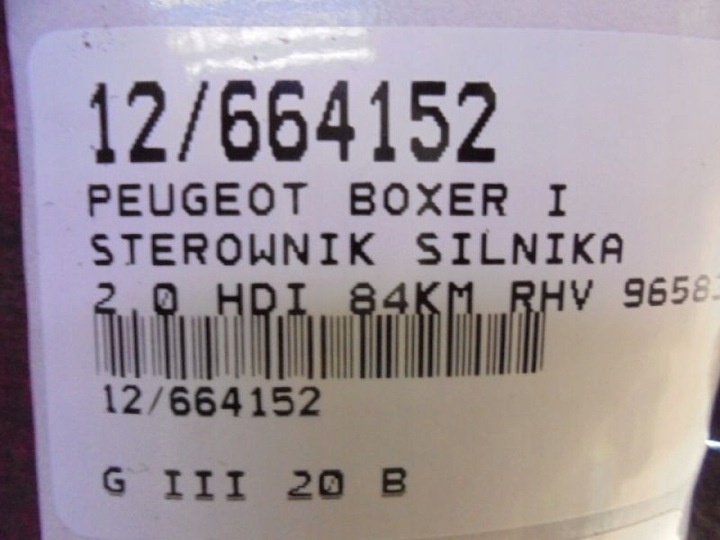 12/664152
PEUGEOT BOXER I
STEROWNIK SILNIKA
2.0 HDI 84KM RHV
12/664152
G III 20 B